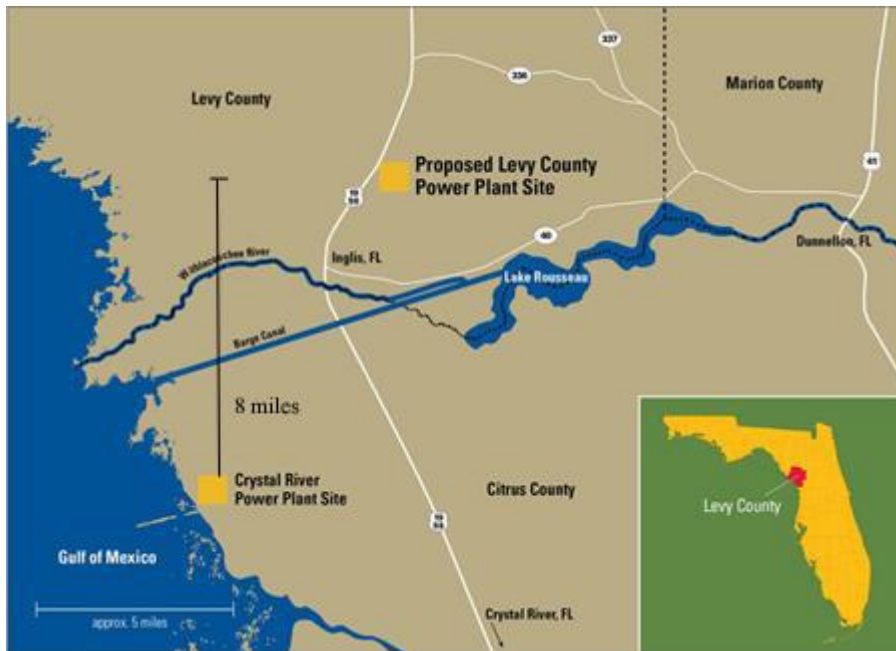 337
336
Levy County
Marion County
Proposed Levy County
Power Plant Site
41
19
98
40
Inglis, FL
Dunnellon, FL
Withlacoochee River
Lake Rousseau
Barge Canal
8 miles
Crystal River
Power Plant Site
Citrus County
Levy County
19
98
Gulf of Mexico
approx. 5 miles
Crystal River, FL